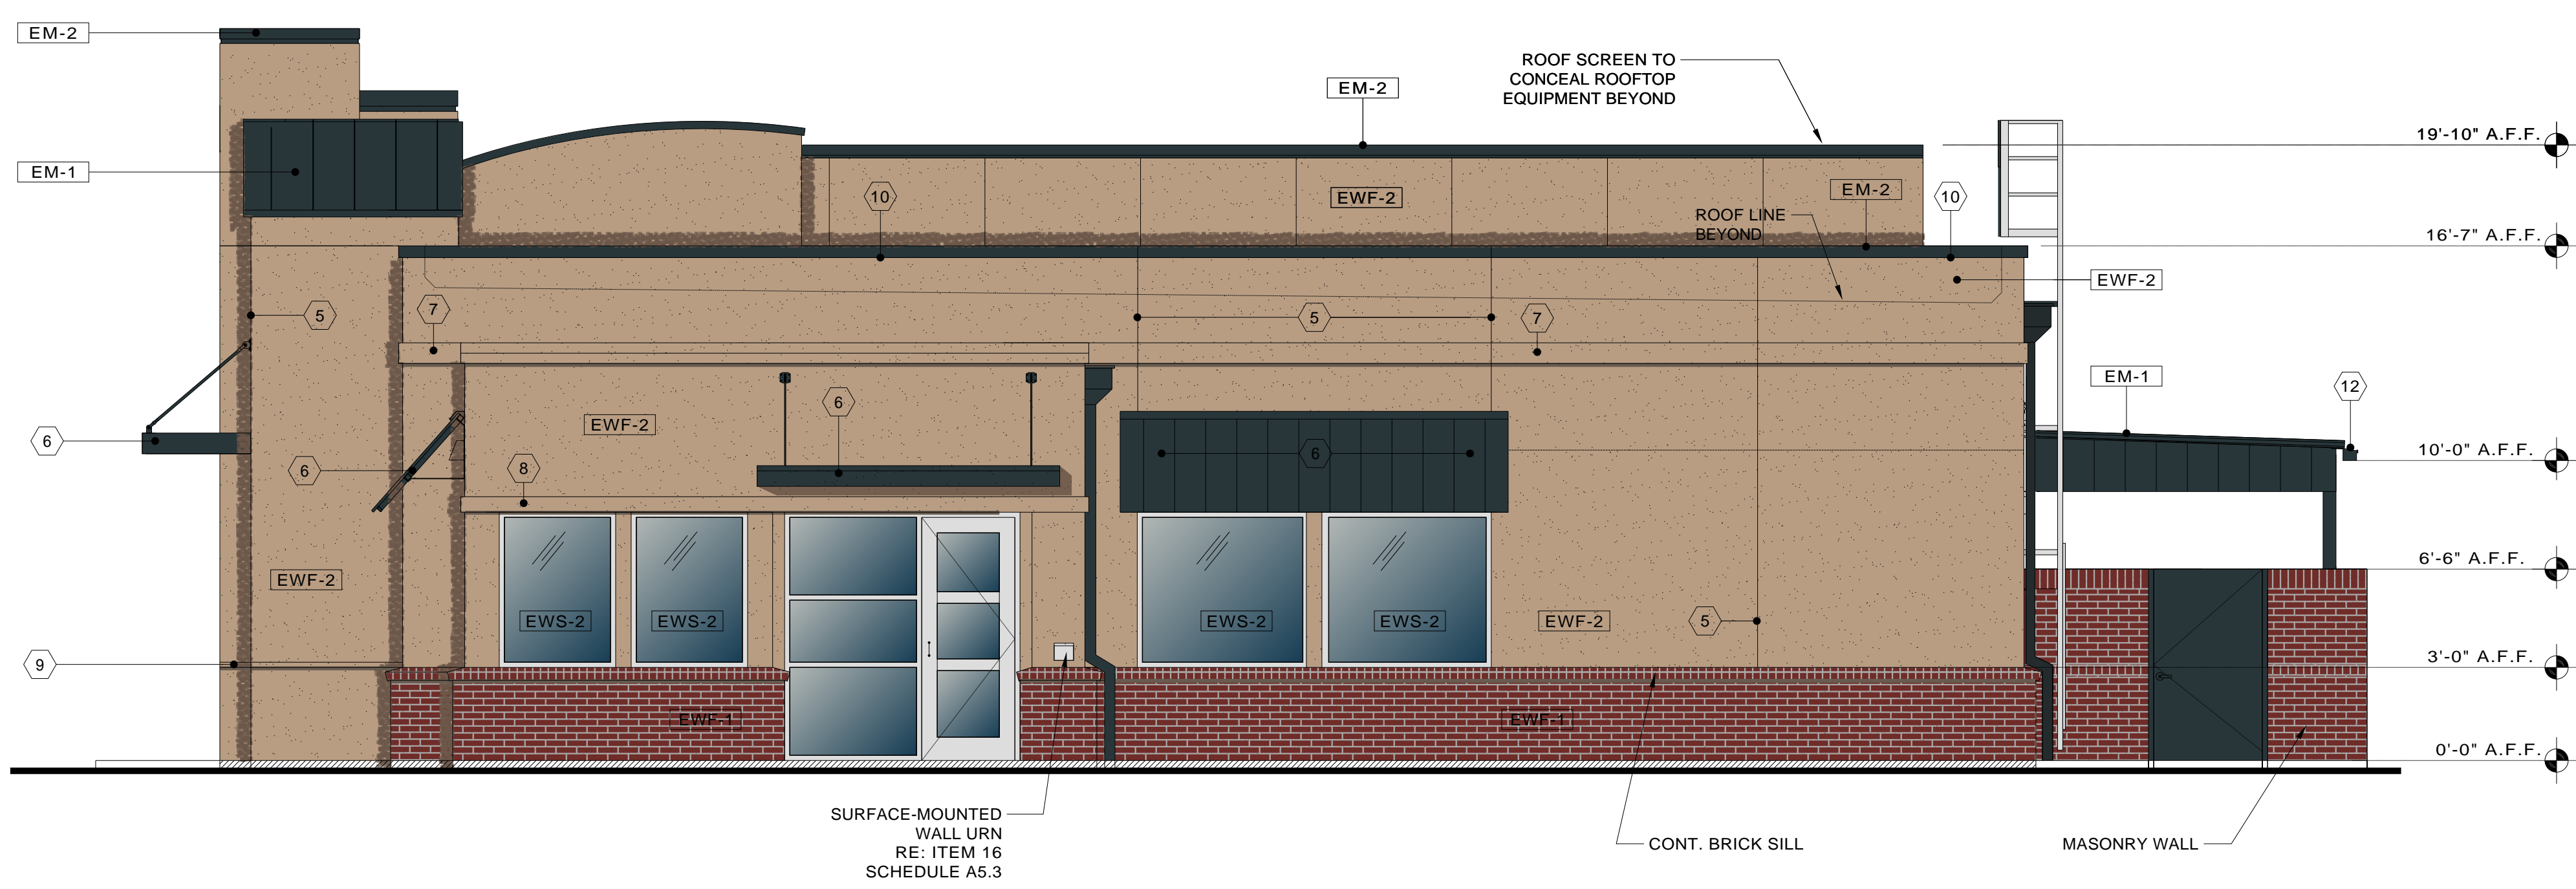 EM-2
ROOF SCREEN TO
CONCEAL ROOFTOP
EQUIPMENT BEYOND
EM-2
19'-10" A.F.F.
EM-1
10
EWF-2
EM-2
10
ROOF LINE
BEYOND
16'-7" A.F.F.
EWF-2
5
7
5
7
EM-1
12
6
EWF-2
6
6
6
10'-0" A.F.F.
8
6'-6" A.F.F.
EWF-2
EWS-2
EWS-2
EWS-2
EWS-2
EWF-2
5
9
3'-0" A.F.F.
EWF-1
EWF-1
0'-0" A.F.F.
SURFACE-MOUNTED
WALL URN
RE: ITEM 16
SCHEDULE A5.3
CONT. BRICK SILL
MASONRY WALL